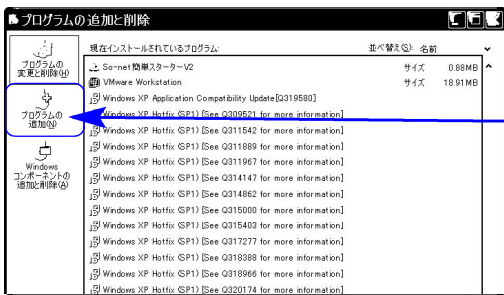 プログラムの追加と削除
プログラムの
変更と削除(H)
プログラムの
追加(N)
Windows
コンポーネントの
追加と削除(A)
現在インストールされているプログラム:
並べ替え(S): 名前
So-net簡単スターターV2 サイズ 0.88MB
VMware Workstation サイズ 18.91MB
Windows XP Application Compatibility Update[Q319580]
Windows XP Hotfix (SP1) [See Q309521 for more information]
Windows XP Hotfix (SP1) [See Q311542 for more information]
Windows XP Hotfix (SP1) [See Q311889 for more information]
Windows XP Hotfix (SP1) [See Q311967 for more information]
Windows XP Hotfix (SP1) [See Q314147 for more information]
Windows XP Hotfix (SP1) [See Q314862 for more information]
Windows XP Hotfix (SP1) [See Q315000 for more information]
Windows XP Hotfix (SP1) [See Q315403 for more information]
Windows XP Hotfix (SP1) [See Q317277 for more information]
Windows XP Hotfix (SP1) [See Q318388 for more information]
Windows XP Hotfix (SP1) [See Q318966 for more information]
Windows XP Hotfix (SP1) [See Q320174 for more information]